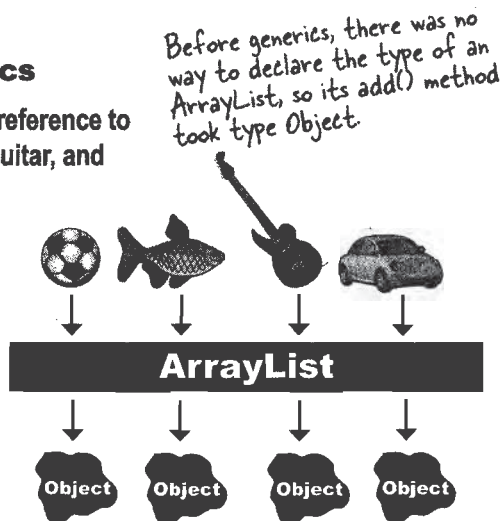 Before generics, there was no
way to declare the type of an
ArrayList, so its add() method
took type Object.
cs
reference to
uitar, and
ArrayList
Object
Object
Object
Object